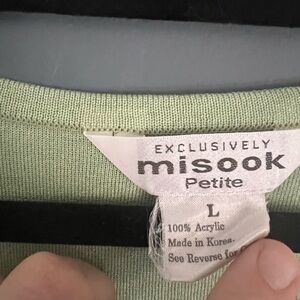 EXCLUSIVELY
misook
Petite
L
100% Acrylic
Made in Korea.
See Reverse for